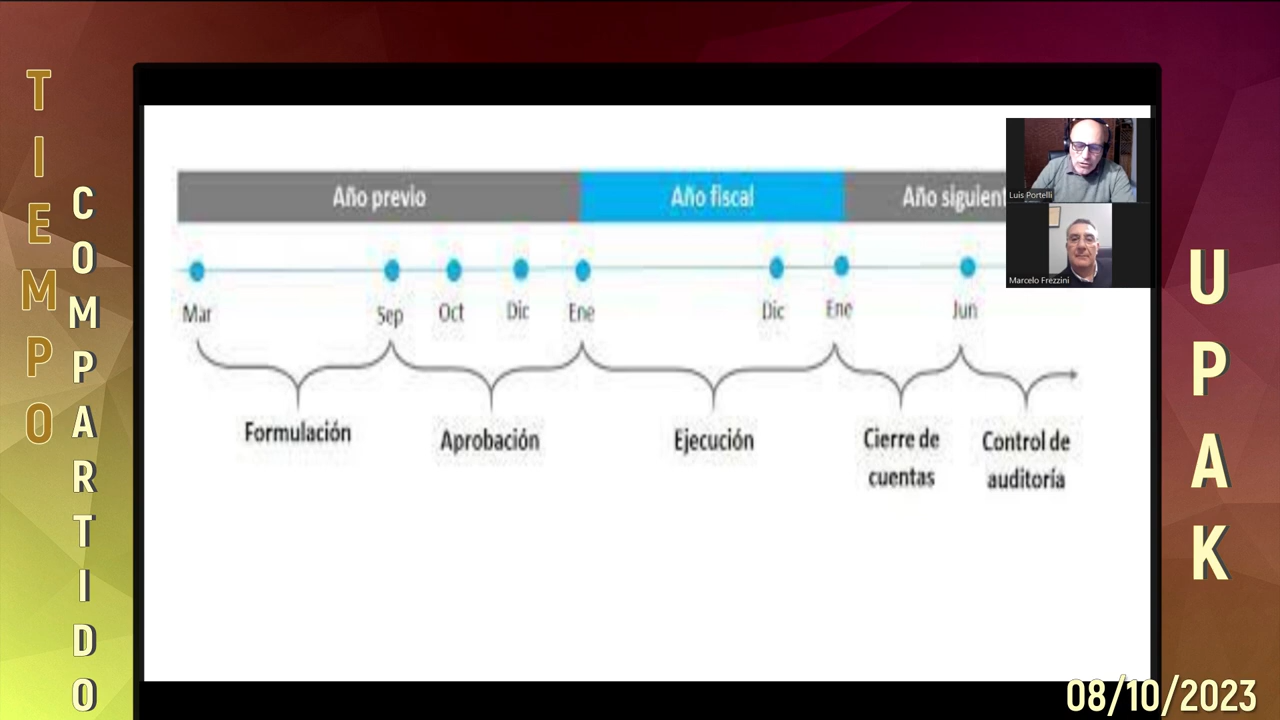 TIEMPO
COMPARTIDO
Año previo
Año fiscal
Año siguient
Luis Portelli
Marcelo Frezzini
Mar
Sep
Oct
Dic
Ene
Dic
Ene
Jun
Formulación
Aprobación
Ejecución
Cierre de
cuentas
Control de
auditoría
UPAK
08/10/2023